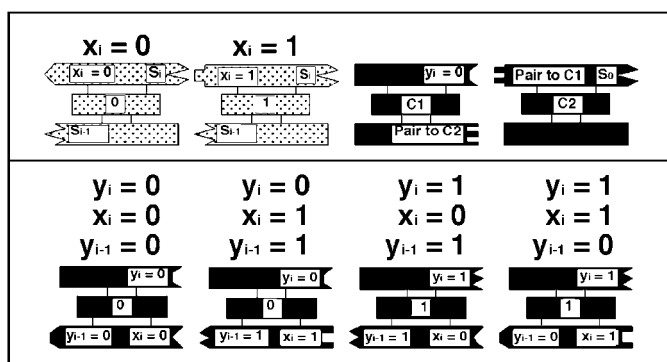 xi = 0 xi = 1
xi = 0 Si xi = 1 Si yi = 0 Pair to C1 S0
0 1 C1 C2
Si-1 Si-1 Pair to C2
yi = 0 yi = 0 yi = 1 yi = 1
xi = 0 xi = 1 xi = 0 xi = 1
yi-1 = 0 yi-1 = 1 yi-1 = 1 yi-1 = 0
yi = 0 yi = 0 yi = 1 yi = 1
0 0 1 1
yi-1 = 0 xi = 0 yi-1 = 1 xi = 1 yi-1 = 1 xi = 0 yi-1 = 0 xi = 1